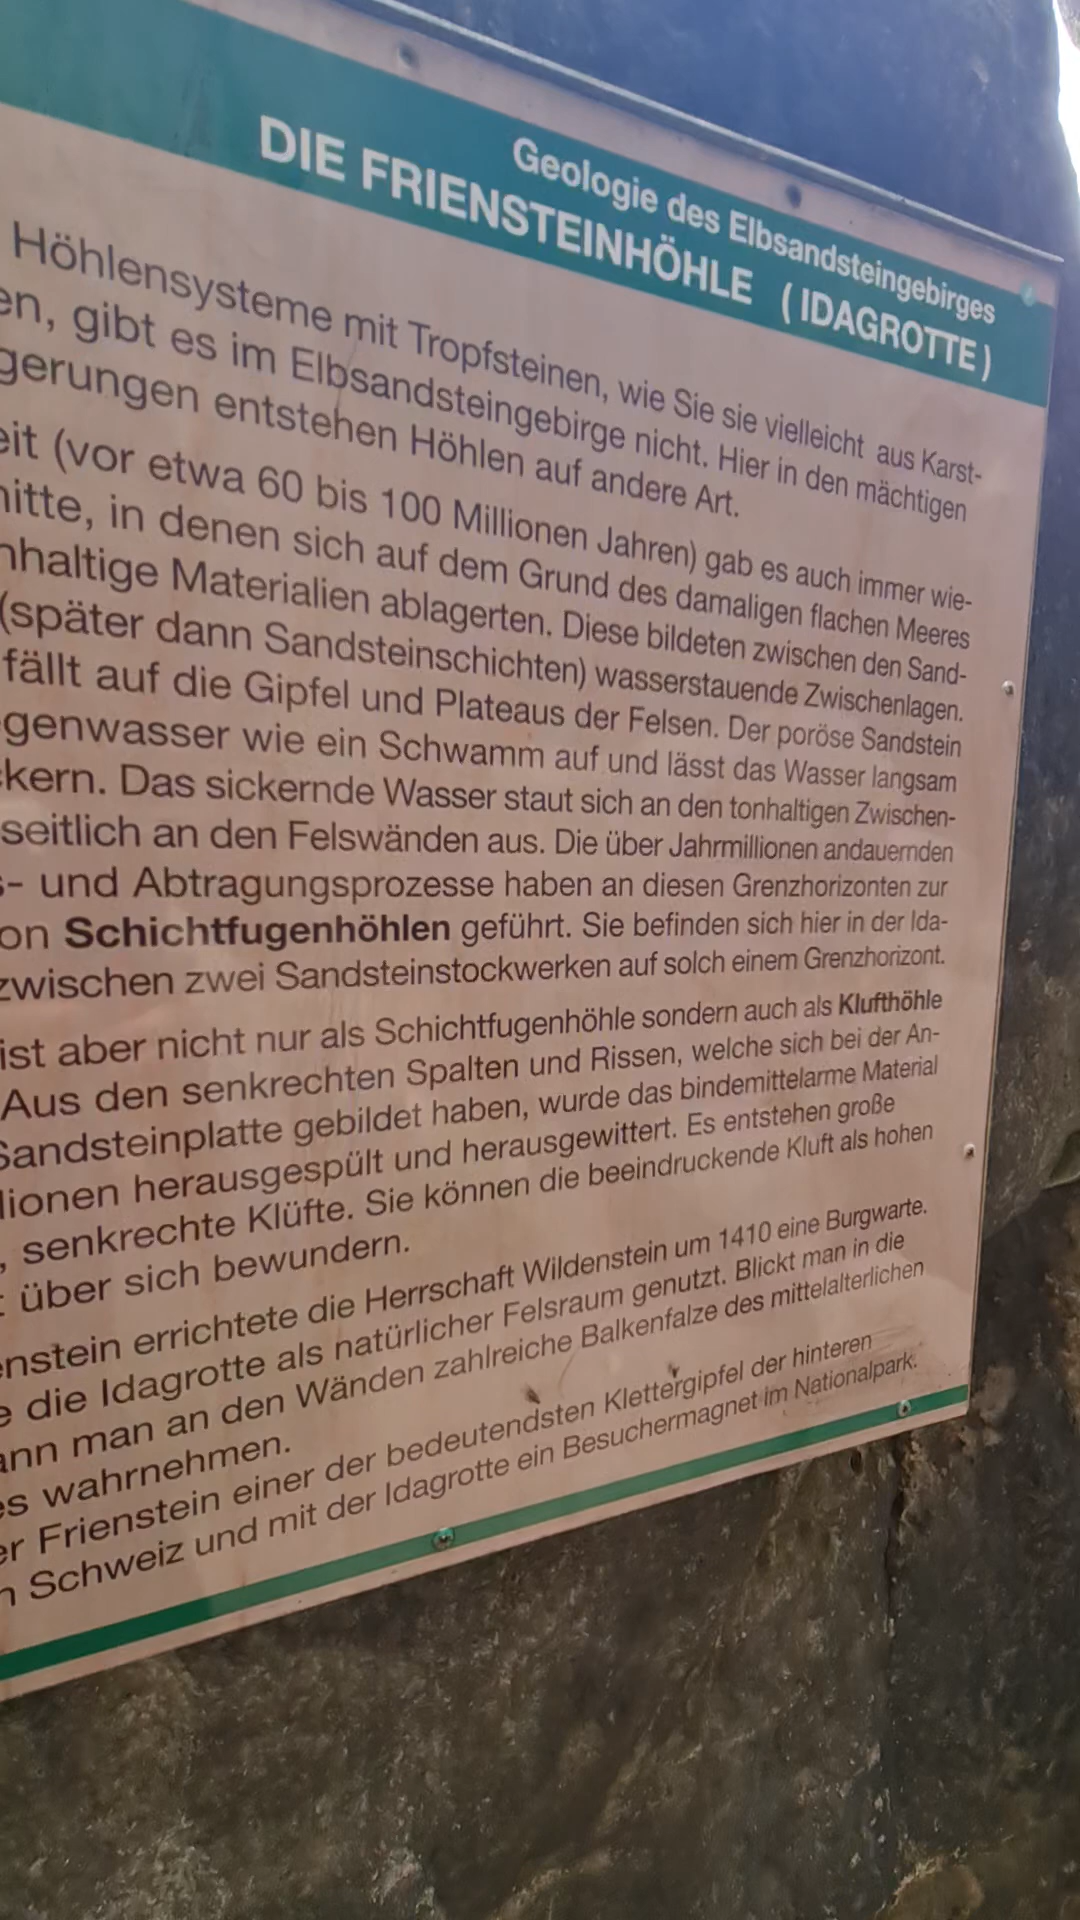 Geologie des Elbsandsteingebirges
DIE FRIENSTEINHÖHLE (IDAGROTTE)
Höhlensysteme mit Tropfsteinen, wie Sie sie vielleicht aus Karst-
en, gibt es im Elbsandsteingebirge nicht. Hier in den mächtigen
gerungen entstehen Höhlen auf andere Art.
eit (vor etwa 60 bis 100 Millionen Jahren) gab es auch immer wie-
nitte, in denen sich auf dem Grund des damaligen flachen Meeres
nhaltige Materialien ablagerten. Diese bildeten zwischen den Sand-
(später dann Sandsteinschichten) wasserstauende Zwischenlagen.
fällt auf die Gipfel und Plateaus der Felsen. Der poröse Sandstein
genwasser wie ein Schwamm auf und lässt das Wasser langsam
kern. Das sickernde Wasser staut sich an den tonhaltigen Zwischen-
seitlich an den Felswänden aus. Die über Jahrmillionen andauernden
s- und Abtragungsprozesse haben an diesen Grenzhorizonten zur
on Schichtfugenhöhlen geführt. Sie befinden sich hier in der Ida-
zwischen zwei Sandsteinstockwerken auf solch einem Grenzhorizont.
ist aber nicht nur als Schichtfugenhöhle sondern auch als Klufthöhle
Aus den senkrechten Spalten und Rissen, welche sich bei der An-
Sandsteinplatte gebildet haben, wurde das bindemittelarme Material
lionen herausgespült und herausgewittert. Es entstehen große
, senkrechte Klüfte. Sie können die beeindruckende Kluft als hohen
t über sich bewundern.
enstein errichtete die Herrschaft Wildenstein um 1410 eine Burgwarte.
e die Idagrotte als natürlicher Felsraum genutzt. Blickt man in die
ann man an den Wänden zahlreiche Balkenfalze des mittelalterlichen
es wahrnehmen.
er Frienstein einer der bedeutendsten Klettergipfel der hinteren
n Schweiz und mit der Idagrotte ein Besuchermagnet im Nationalpark.